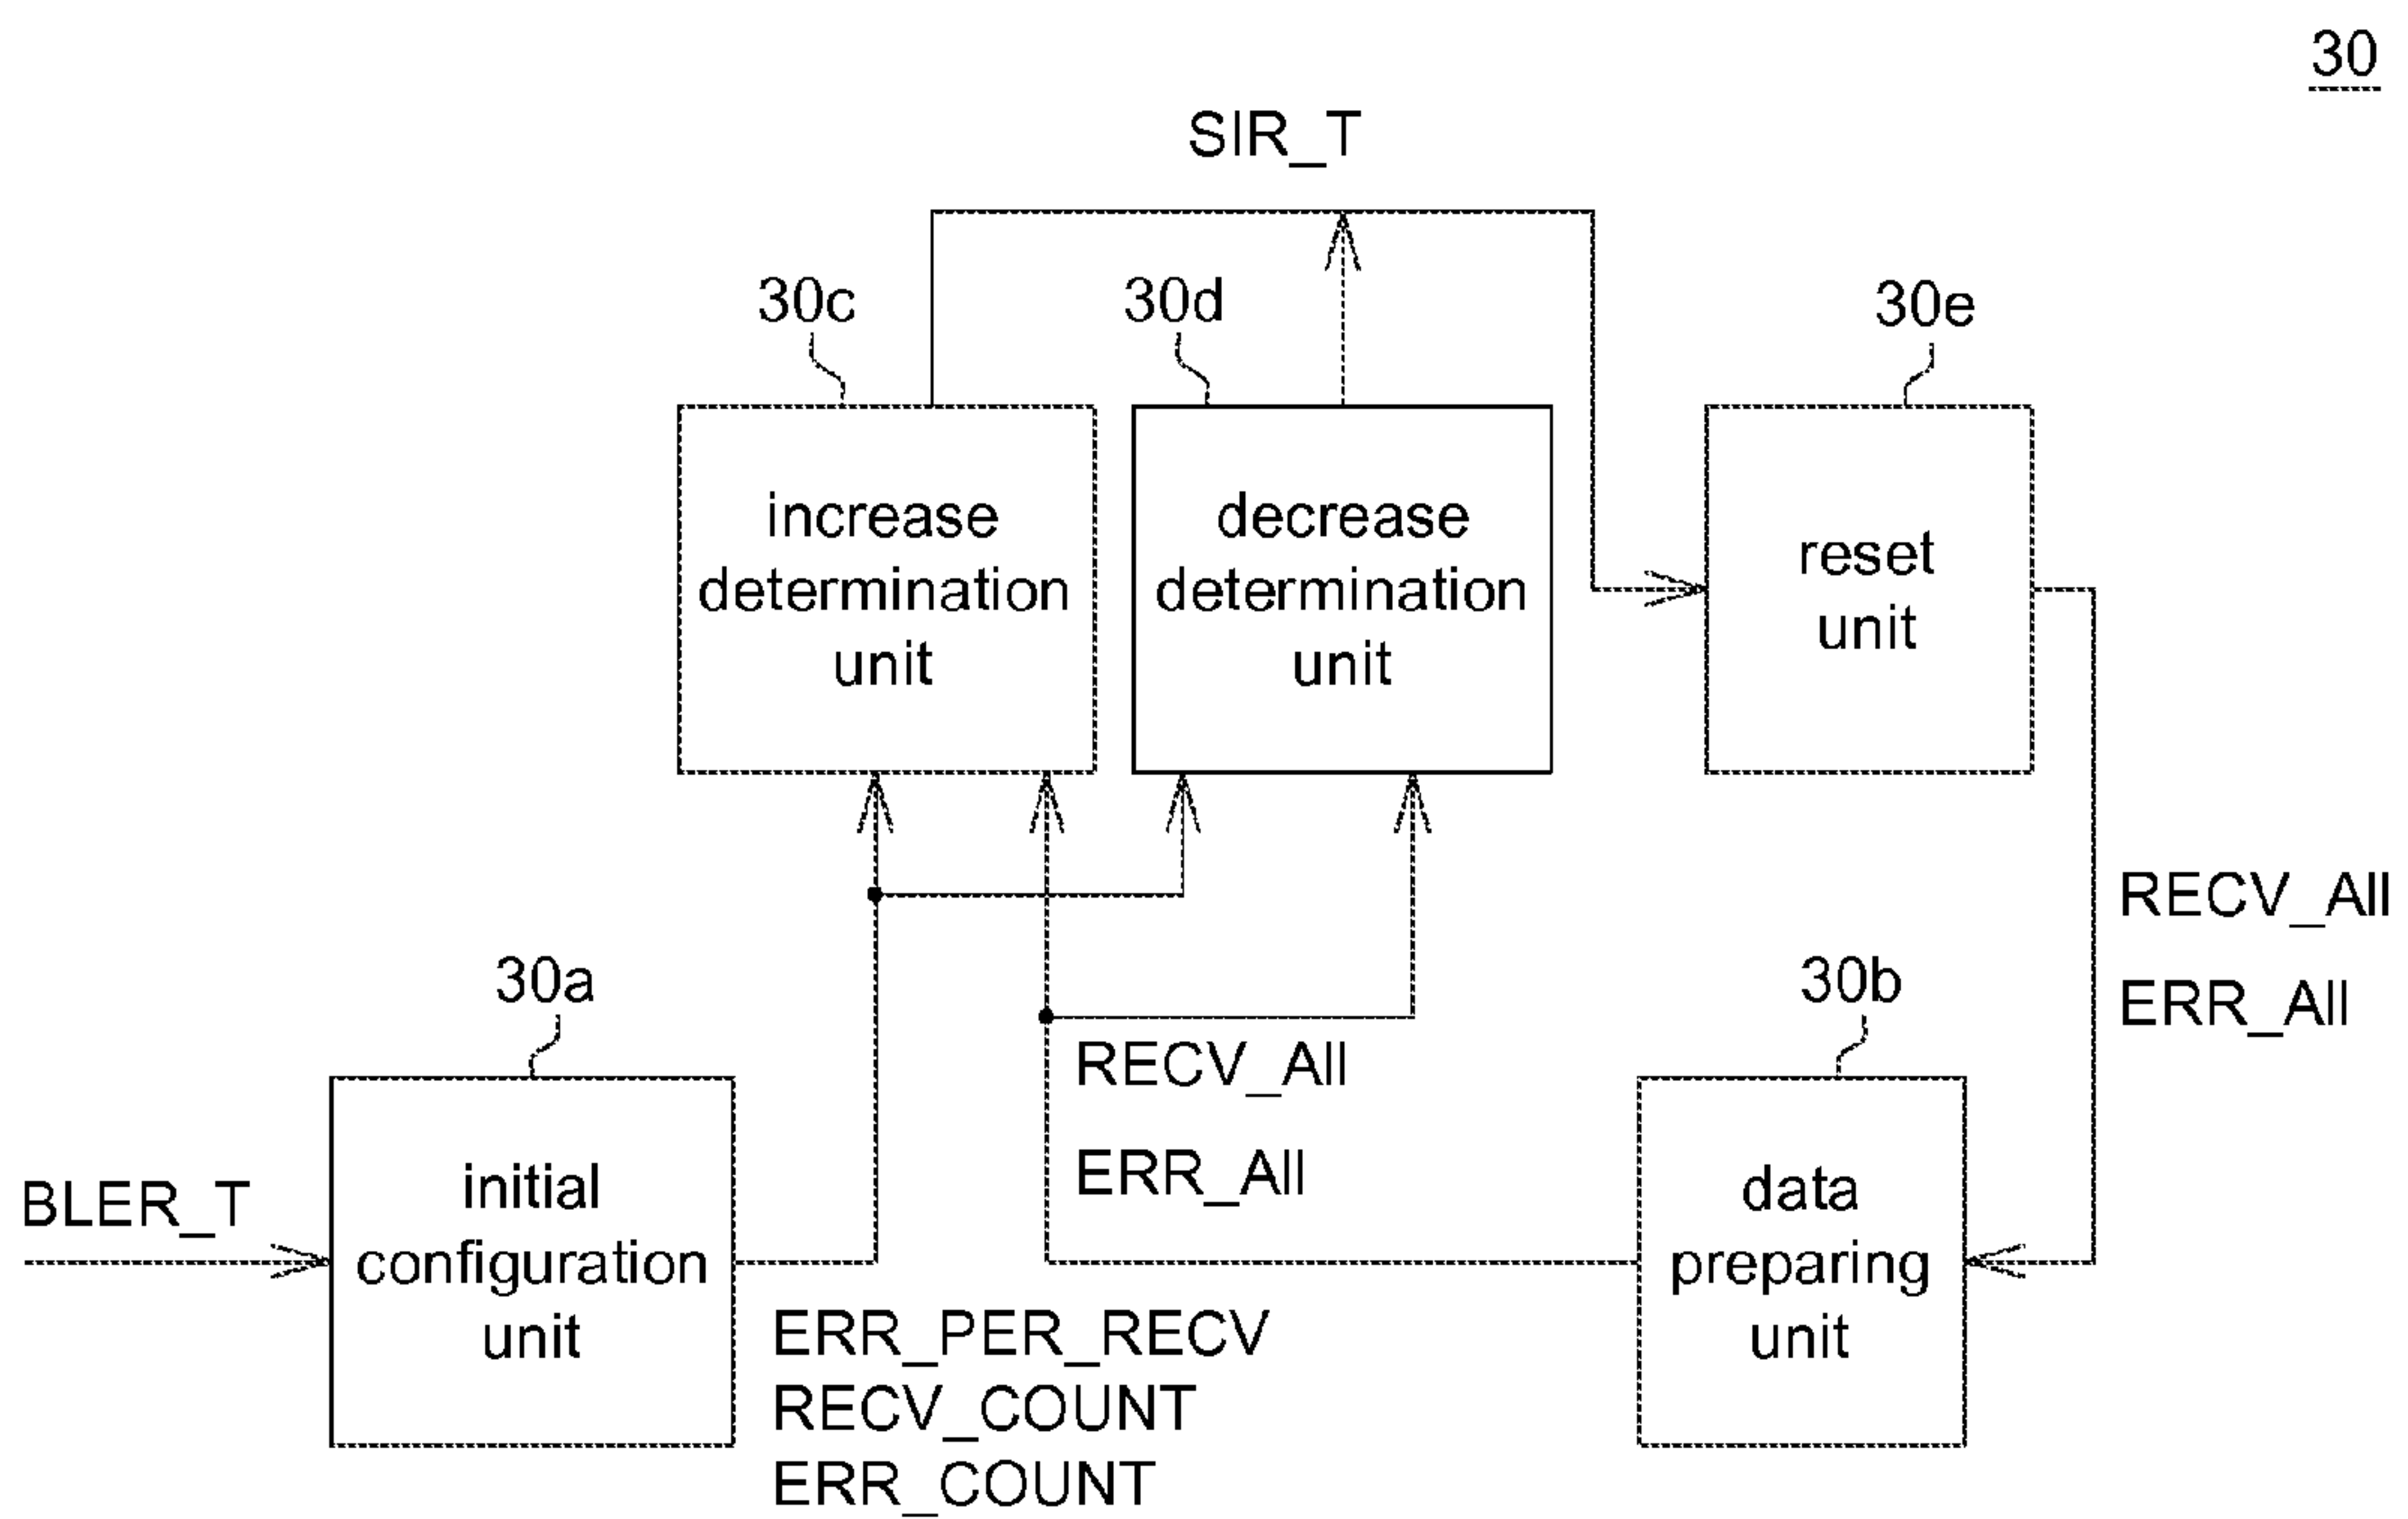 30
SIR_T
30c
30d
30e
increase
determination
unit
decrease
determination
unit
reset
unit
RECV_All
ERR_All
30a
30b
RECV_All
ERR_All
BLER_T
initial
configuration
unit
data
preparing
unit
ERR_PER_RECV
RECV_COUNT
ERR_COUNT